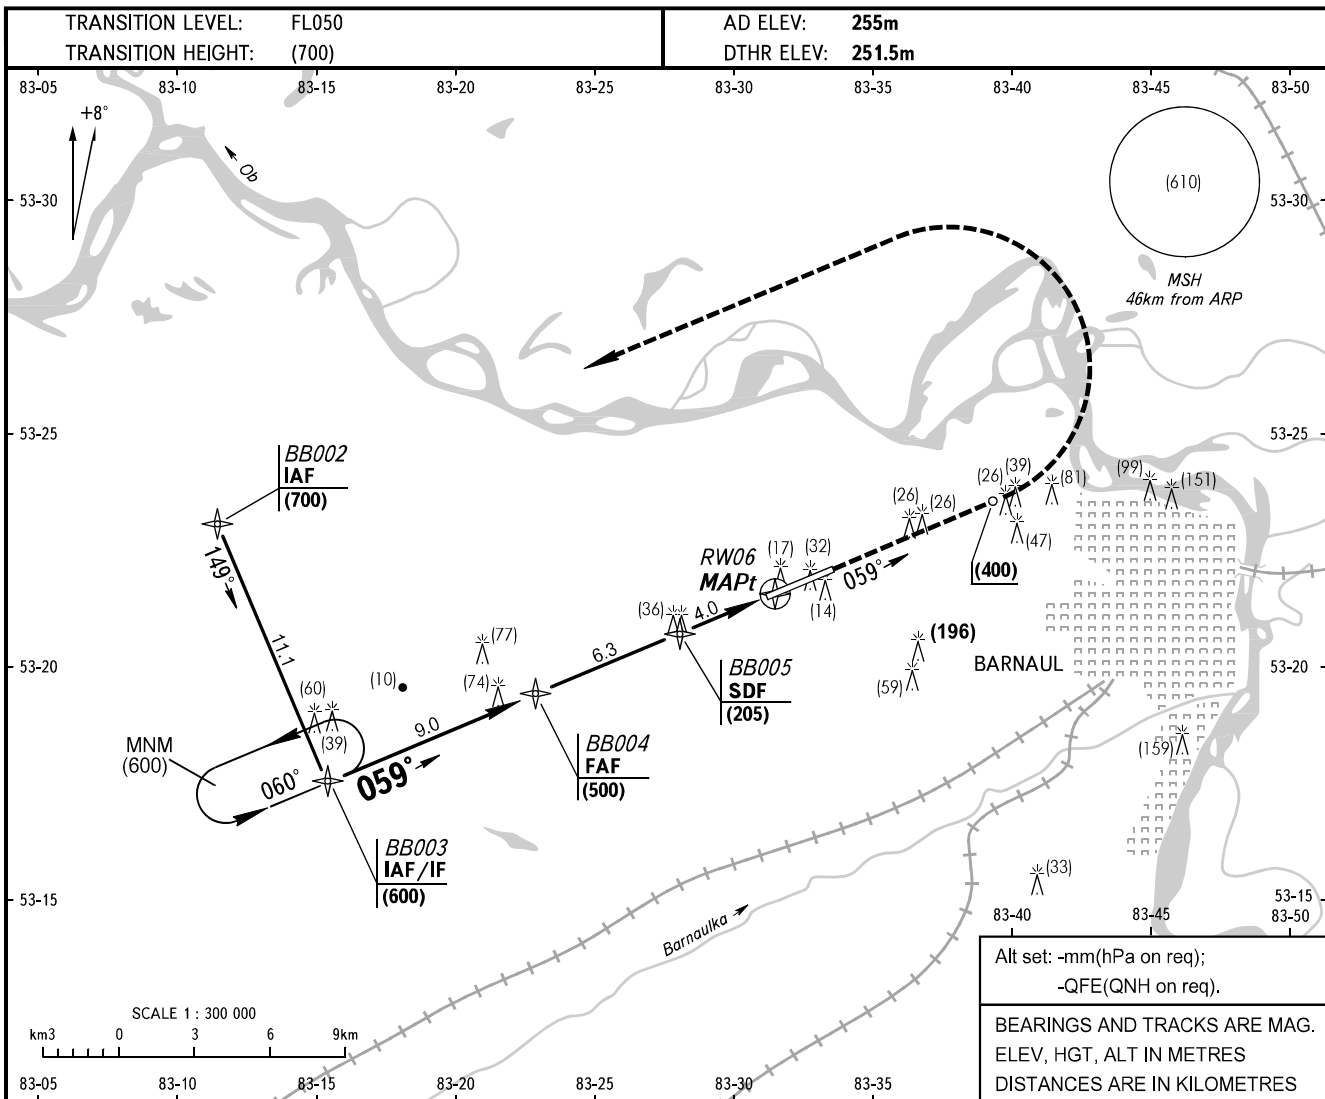 TRANSITION LEVEL: FL050
TRANSITION HEIGHT: (700)
AD ELEV: 255m
DTHR ELEV: 251.5m
83-05 83-10 83-15 83-20 83-25 83-30 83-35 83-40 83-45 83-50
+8°
Ob
53-30
(610)
53-30
MSH
46km from ARP
53-25
53-25
BB002
IAF
(700)
149°
11.1
(26)
(39)
(81)
(99)
(151)
(26)
(26)
(47)
RW06
MAPt
(17)
(32)
(14)
059°
(400)
(36)
4.0
(77)
6.3
(196)
BARNAUL
53-20
53-20
(10)
(74)
BB005
SDF
(205)
(59)
(60)
(39)
9.0
MNM
(600)
060°
059°
BB004
FAF
(500)
(159)
BB003
IAF/IF
(600)
(33)
53-15
53-15
83-40 83-45 83-50
Barnaulka
Alt set: -mm(hPa on req);
-QFE(QNH on req).
SCALE 1 : 300 000
km3 0 3 6 9km
BEARINGS AND TRACKS ARE MAG.
ELEV, HGT, ALT IN METRES
DISTANCES ARE IN KILOMETRES
83-05 83-10 83-15 83-20 83-25 83-30 83-35